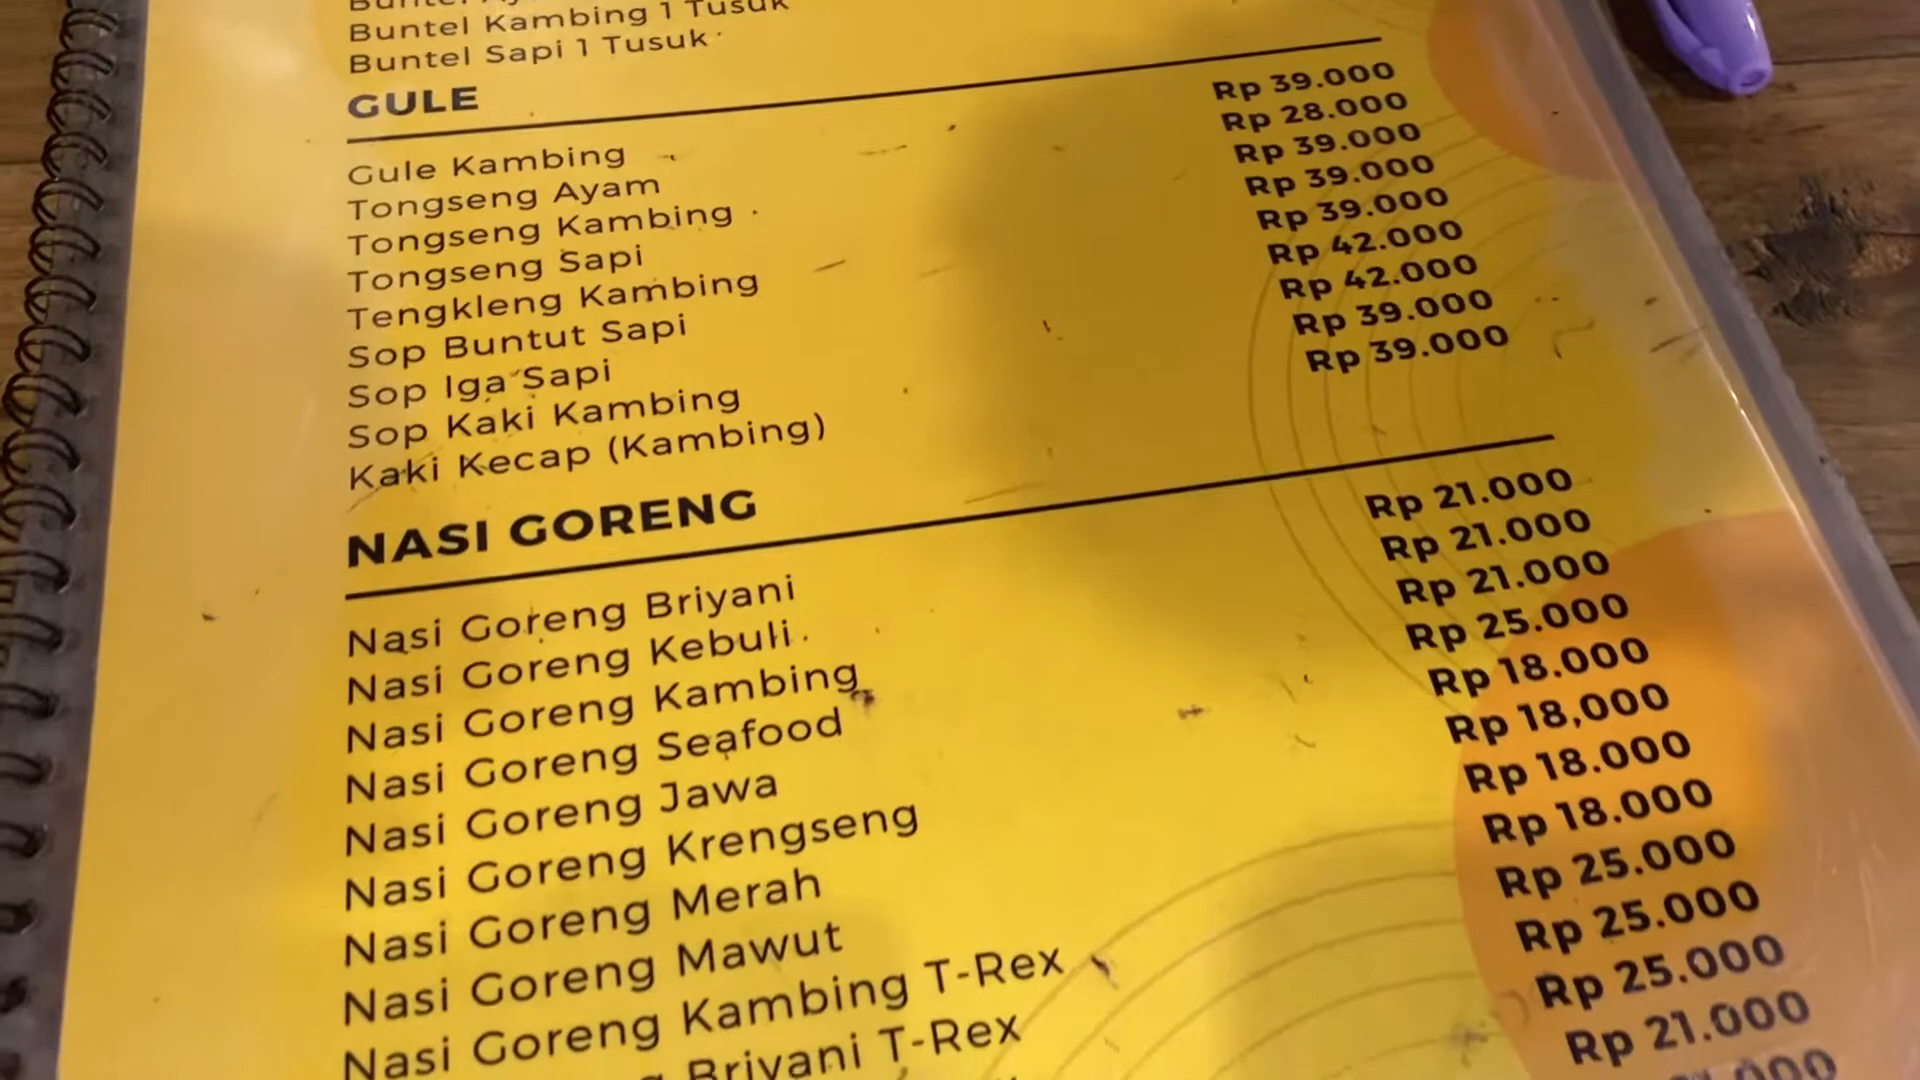 Buntel Kambing 1 Tusuk
Buntel Sapi 1 Tusuk
GULE
Gule Kambing Rp 39.000
Tongseng Ayam Rp 28.000
Tongseng Kambing Rp 39.000
Tongseng Sapi Rp 39.000
Tengkleng Kambing Rp 39.000
Sop Buntut Sapi Rp 42.000
Sop Iga Sapi Rp 42.000
Sop Kaki Kambing Rp 39.000
Kaki Kecap (Kambing) Rp 39.000
NASI GORENG
Nasi Goreng Briyani Rp 21.000
Nasi Goreng Kebuli Rp 21.000
Nasi Goreng Kambing Rp 21.000
Nasi Goreng Seafood Rp 25.000
Nasi Goreng Jawa Rp 18.000
Nasi Goreng Krengseng Rp 18,000
Nasi Goreng Merah Rp 18.000
Nasi Goreng Mawut Rp 18.000
Nasi Goreng Kambing T-Rex Rp 25.000
Briyani T-Rex Rp 25.000
Rp 25.000
Rp 21.000